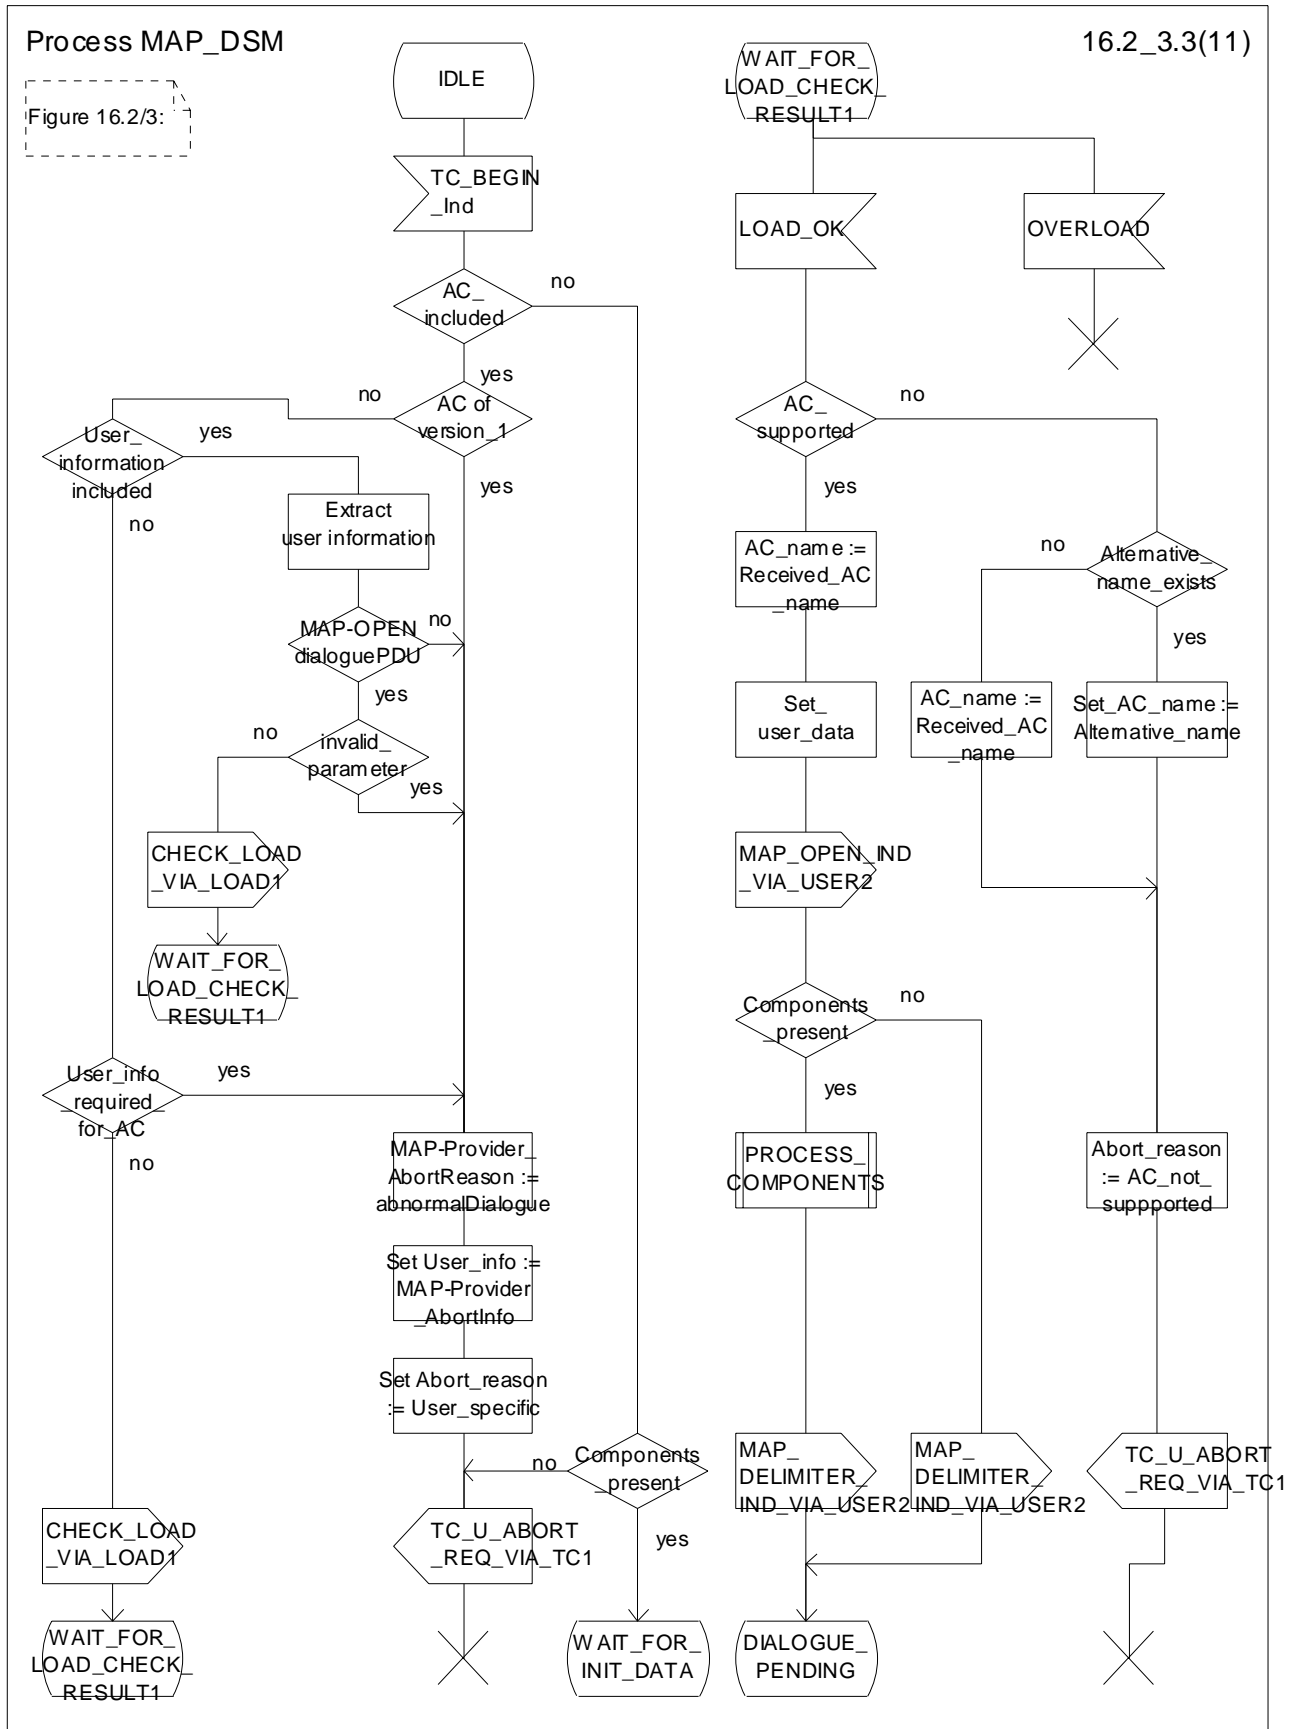 Process MAP_DSM
16.2_3.3(11)
Figure 16.2/3:
IDLE
TC_BEGIN
_Ind
AC_
included
no
yes
AC of
version_1
no
yes
User_
information
included
yes
no
Extract
user information
MAP-OPEN
dialoguePDU
no
yes
invalid_
parameter
no
yes
CHECK_LOAD
_VIA_LOAD1
WAIT_FOR_
LOAD_CHECK_
RESULT1
User_info
_required_
for_AC
yes
no
MAP-Provider_
AbortReason :=
abnormalDialogue
Set User_info :=
MAP-Provider
_AbortInfo
Set Abort_reason
:= User_specific
no
Components
_present
yes
TC_U_ABORT
_REQ_VIA_TC1
CHECK_LOAD
_VIA_LOAD1
WAIT_FOR_
LOAD_CHECK_
RESULT1
WAIT_FOR_
INIT_DATA
WAIT_FOR_
LOAD_CHECK_
RESULT1
LOAD_OK
OVERLOAD
AC_
supported
no
yes
AC_name :=
Received_AC
_name
Alternative_
name_exists
no
yes
Set_
user_data
AC_name :=
Received_AC
_name
Set_AC_name :=
Alternative_name
MAP_OPEN_IND
_VIA_USER2
Components
_present
no
yes
PROCESS_
COMPONENTS
Abort_reason
:= AC_not_
suppported
MAP_
DELIMITER_
IND_VIA_USER2
MAP_
DELIMITER_
IND_VIA_USER2
TC_U_ABORT
_REQ_VIA_TC1
DIALOGUE_
PENDING